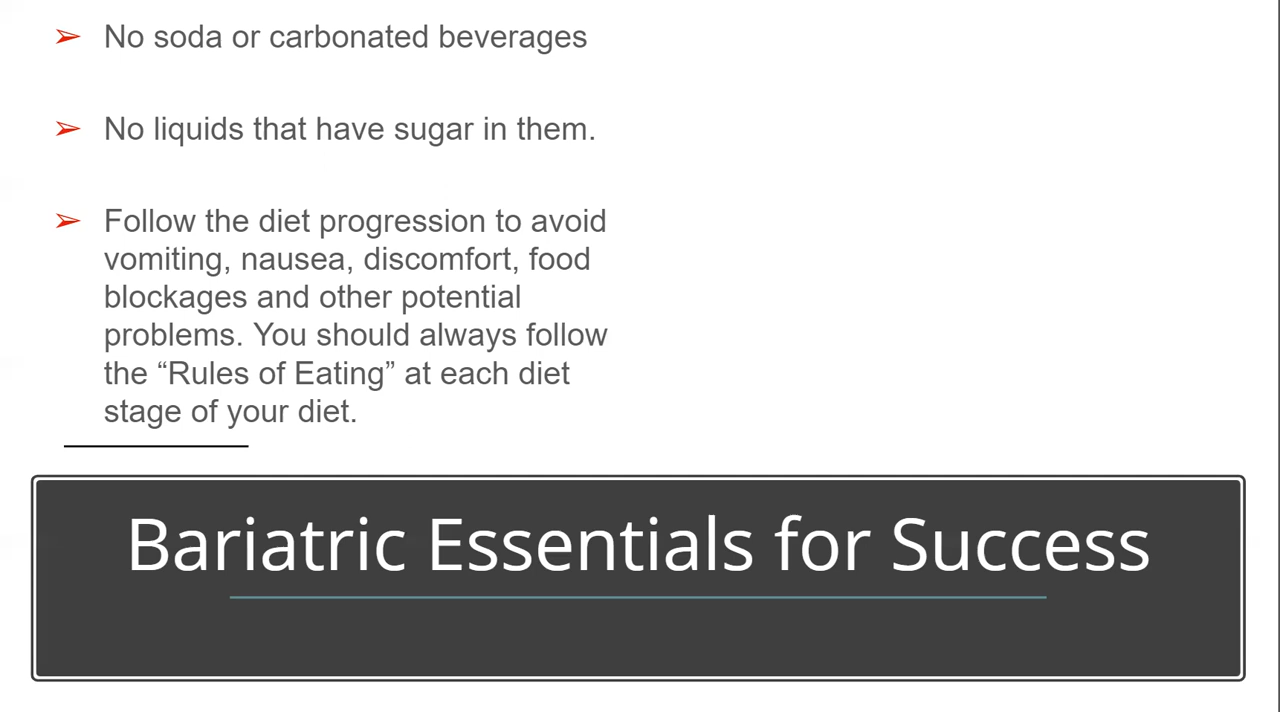 ➢ No soda or carbonated beverages
➢ No liquids that have sugar in them.
➢ Follow the diet progression to avoid
vomiting, nausea, discomfort, food
blockages and other potential
problems. You should always follow
the “Rules of Eating” at each diet
stage of your diet.
Bariatric Essentials for Success